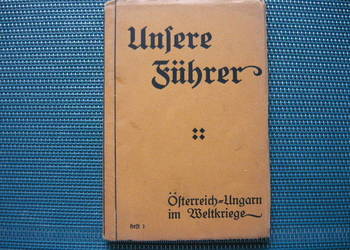 Unsere
Führer
Österreich-Ungarn
im Weltkriege
Heft 1